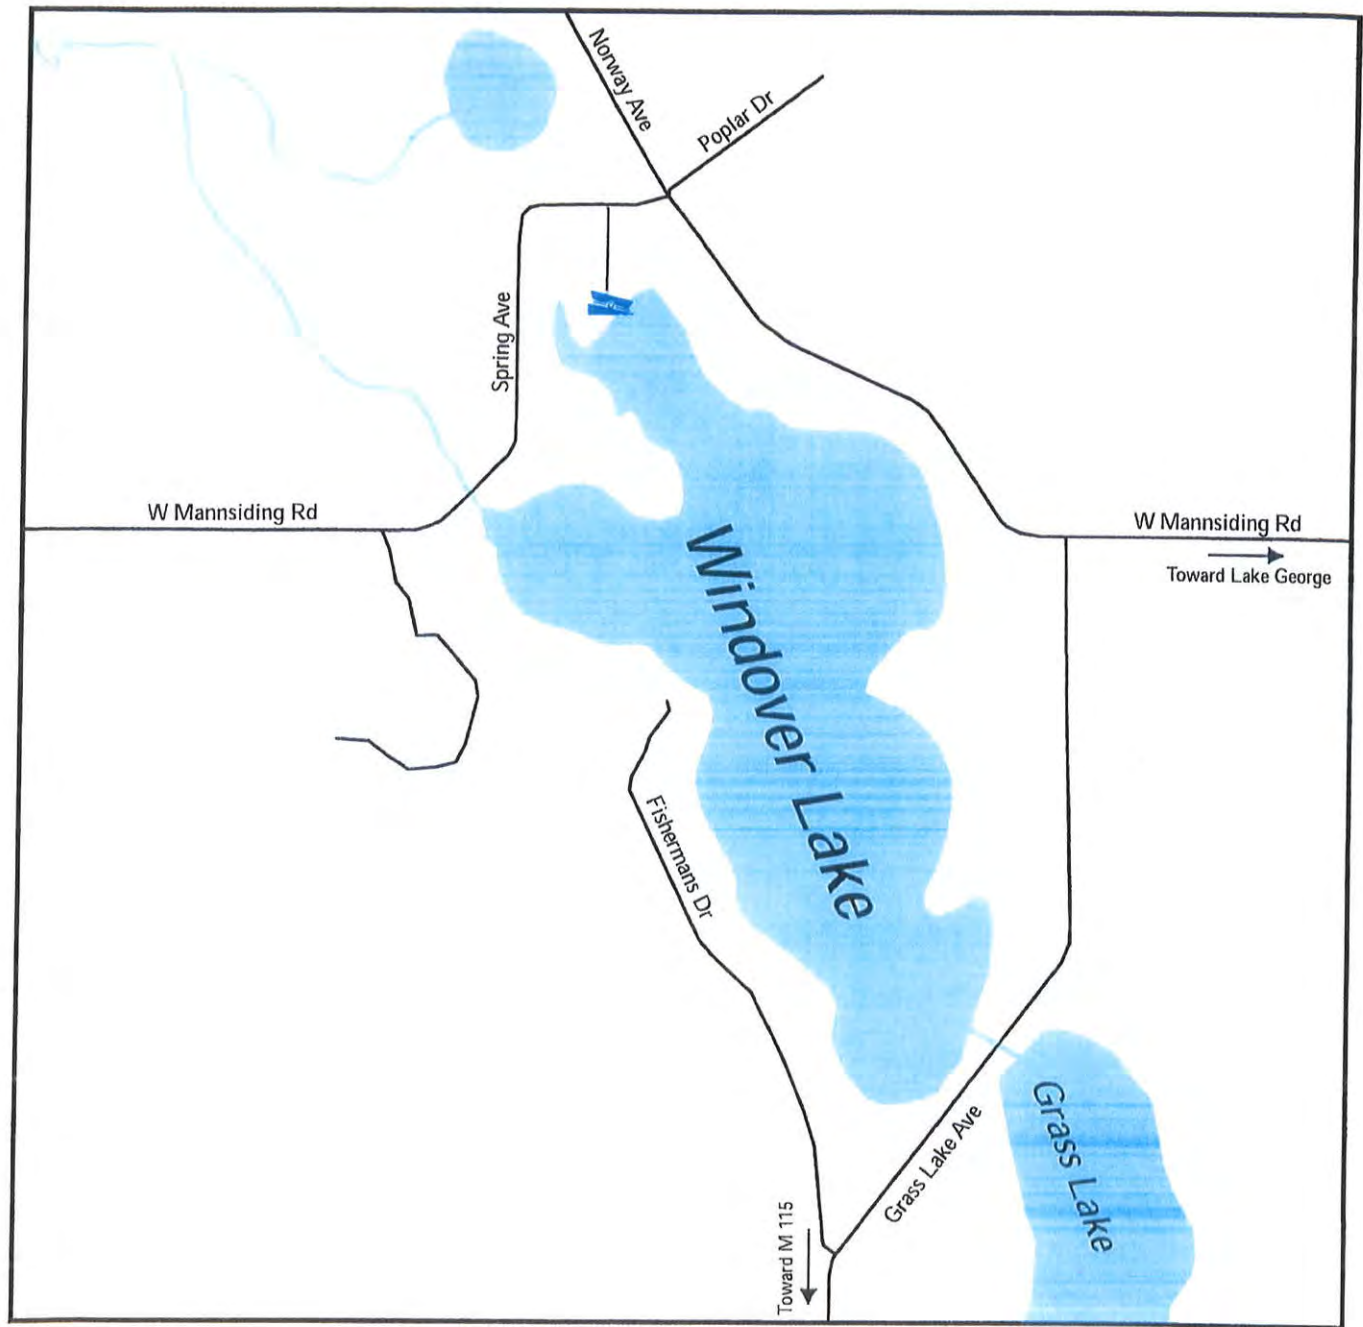 Norway Ave
Poplar Dr
Spring Ave
W Mannsiding Rd
W Mannsiding Rd
Toward Lake George
Windover Lake
Fishermans Dr
Grass Lake Ave
Grass Lake
Toward M 115